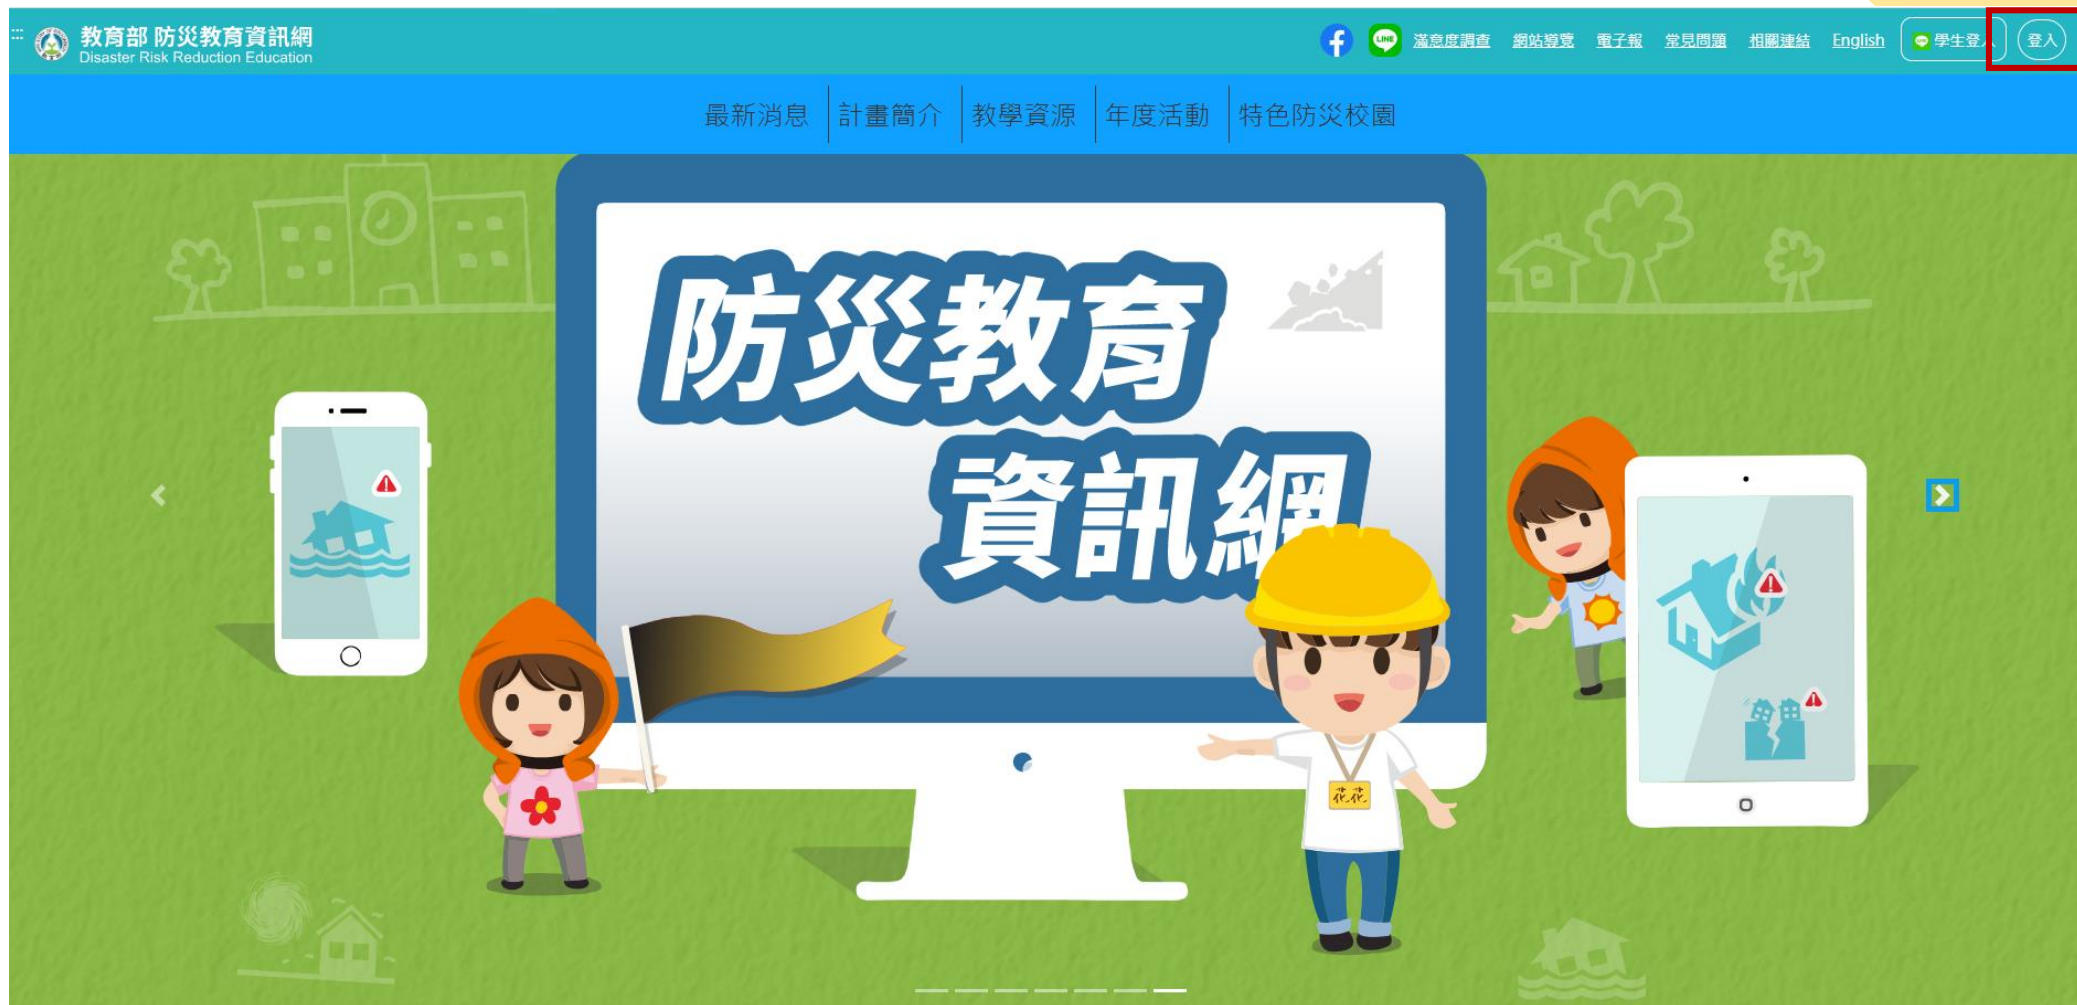 教育部 防災教育資訊網
Disaster Risk Reduction Education
LINE 滿意度調查 網站導覽 電子報 常見問題 相關連結 English 學生登入 登入
最新消息 計畫簡介 教學資源 年度活動 特色防災校園
防災教育
資訊網
花花